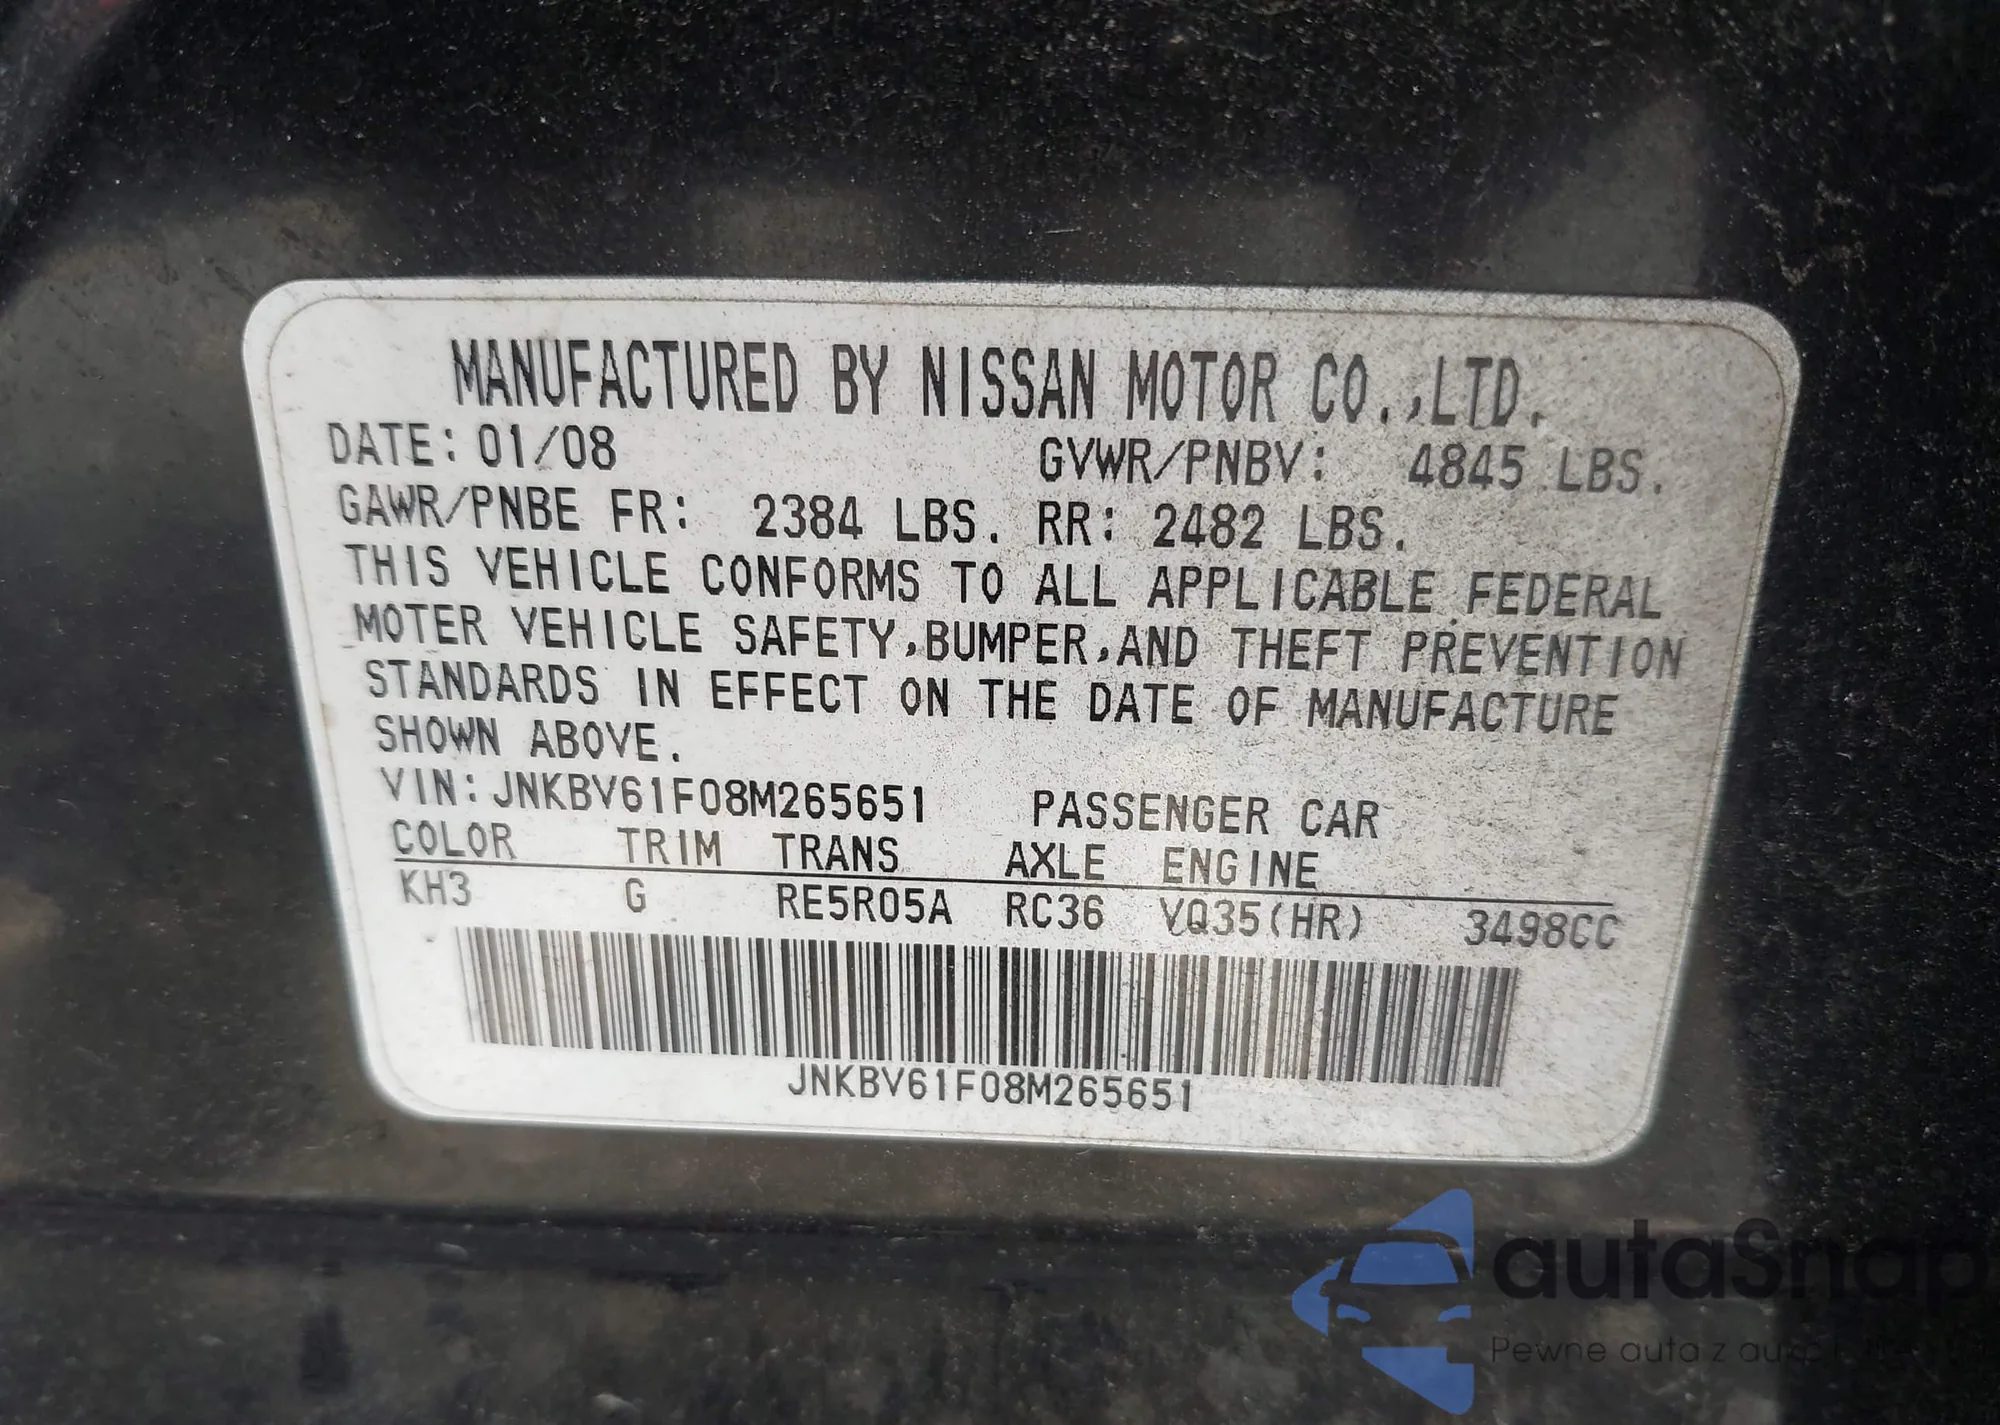 MANUFACTURED BY NISSAN MOTOR CO.,LTD.
DATE: 01/08 GVWR/PNBV: 4845 LBS.
GAWR/PNBE FR: 2384 LBS. RR: 2482 LBS.
THIS VEHICLE CONFORMS TO ALL APPLICABLE FEDERAL
MOTER VEHICLE SAFETY,BUMPER,AND THEFT PREVENTION
STANDARDS IN EFFECT ON THE DATE OF MANUFACTURE
SHOWN ABOVE.
VIN: JNKBV61F08M265651 PASSENGER CAR
COLOR TRIM TRANS AXLE ENGINE
KH3 G RE5R05A RC36 VQ35(HR) 3498CC
JNKBV61F08M265651
autaSnap
Pewne auta z